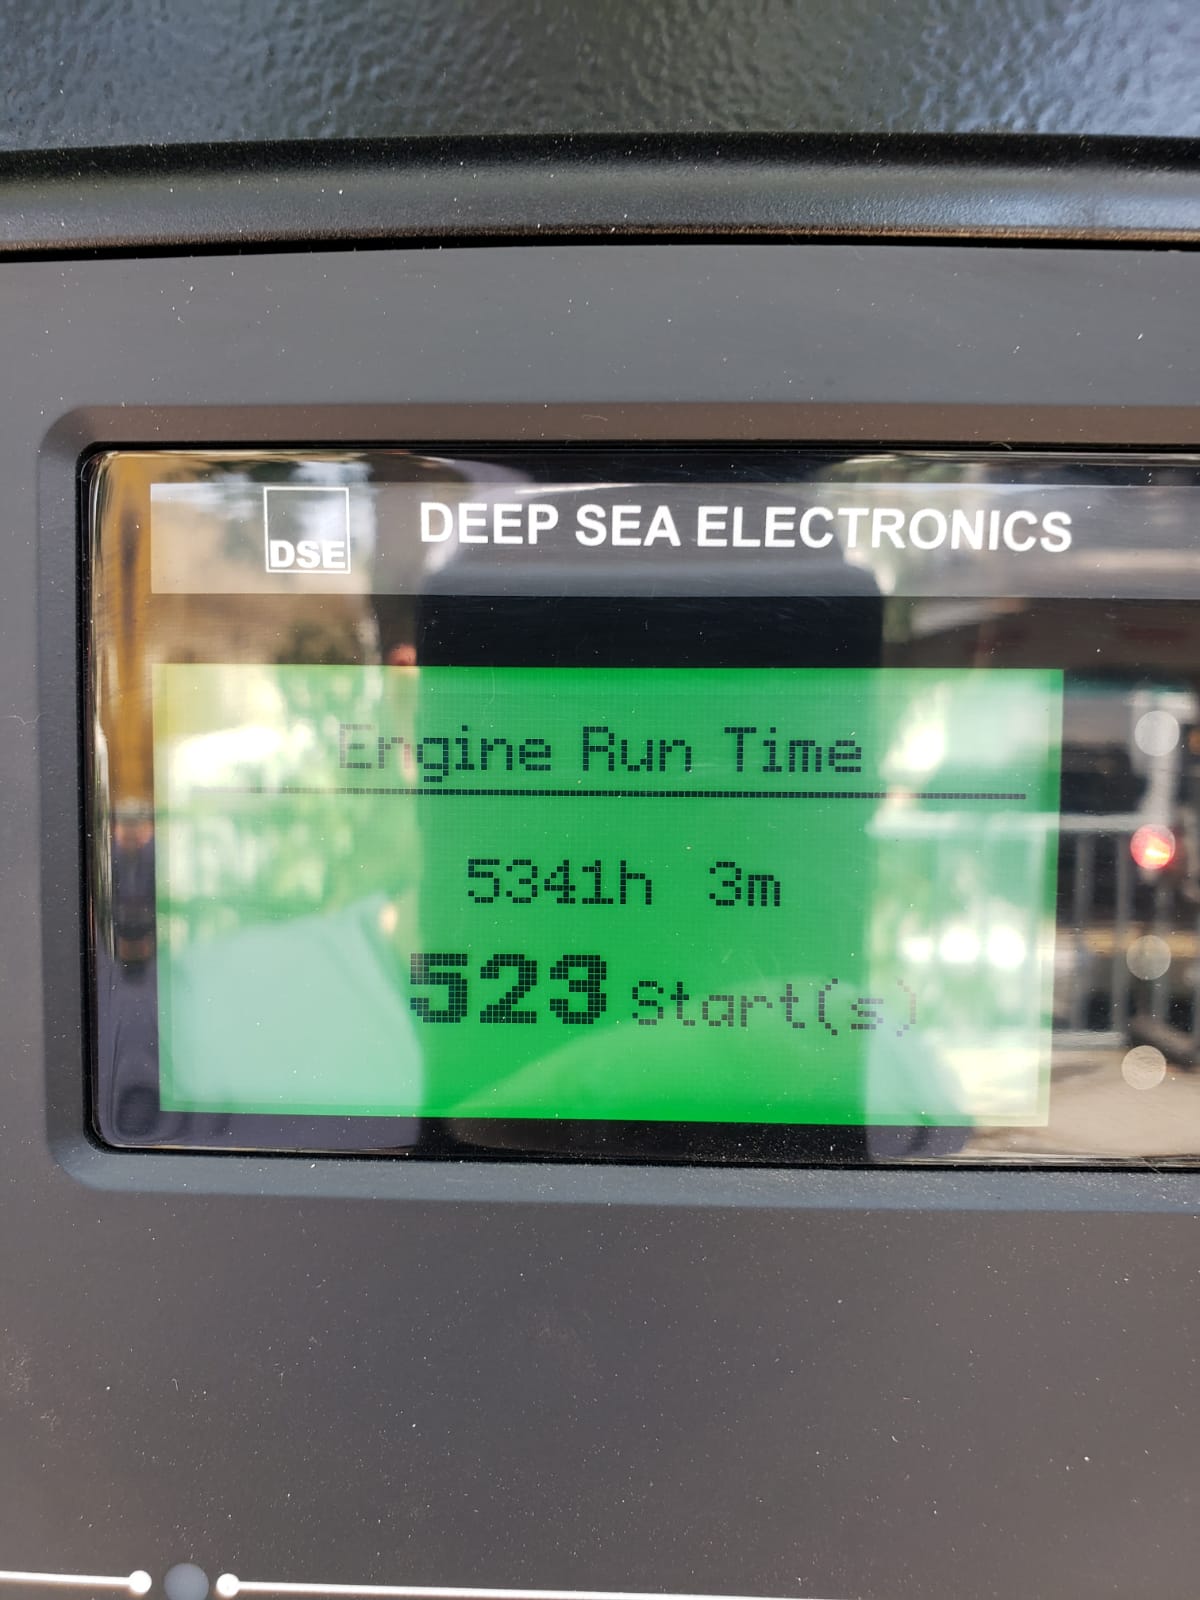 DSE DEEP SEA ELECTRONICS
Engine Run Time
5341h 3m
523 Start(s)